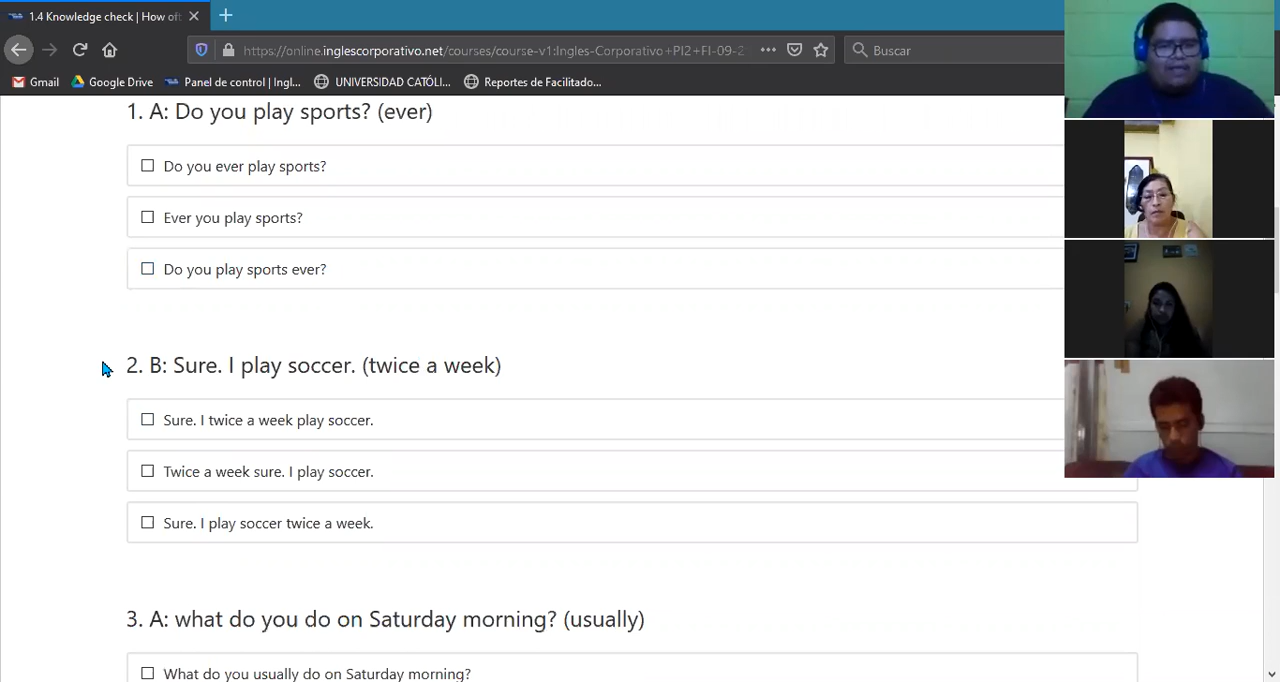 1.4 Knowledge check | How oft
https://online.inglescorporativo.net/courses/course-v1:Ingles-Corporativo+PI2+FI-09-2
Buscar
Gmail
Google Drive
Panel de control | Ingl...
UNIVERSIDAD CATÓLI...
Reportes de Facilitado...
1. A: Do you play sports? (ever)
Do you ever play sports?
Ever you play sports?
Do you play sports ever?
2. B: Sure. I play soccer. (twice a week)
Sure. I twice a week play soccer.
Twice a week sure. I play soccer.
Sure. I play soccer twice a week.
3. A: what do you do on Saturday morning? (usually)
What do you usually do on Saturday morning?